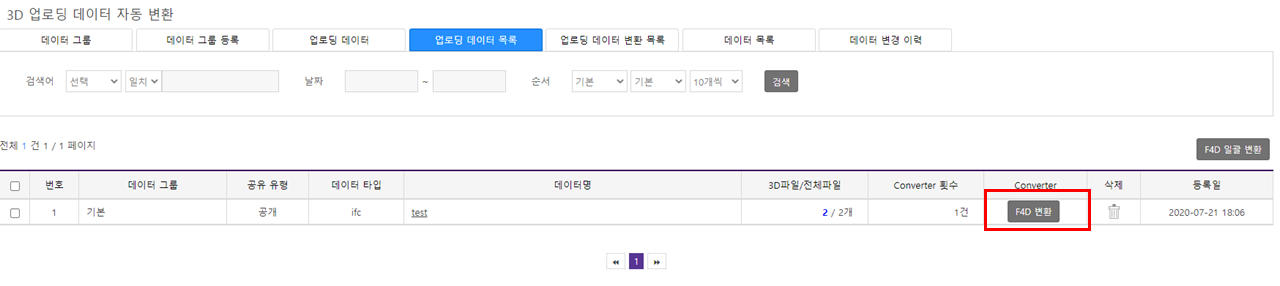 3D 업로딩 데이터 자동 변환
데이터 그룹 데이터 그룹 등록 업로딩 데이터 업로딩 데이터 목록 업로딩 데이터 변환 목록 데이터 목록 데이터 변경 이력
검색어 선택 일치 날짜 ~ 순서 기본 기본 10개씩 검색
전체 1 건 1 / 1 페이지
F4D 일괄 변환
번호 데이터 그룹 공유 유형 데이터 타입 데이터명 3D파일/전체파일 Converter 횟수 Converter 삭제 등록일
1 기본 공개 ifc test 2 / 2개 1건 F4D 변환 2020-07-21 18:06
1